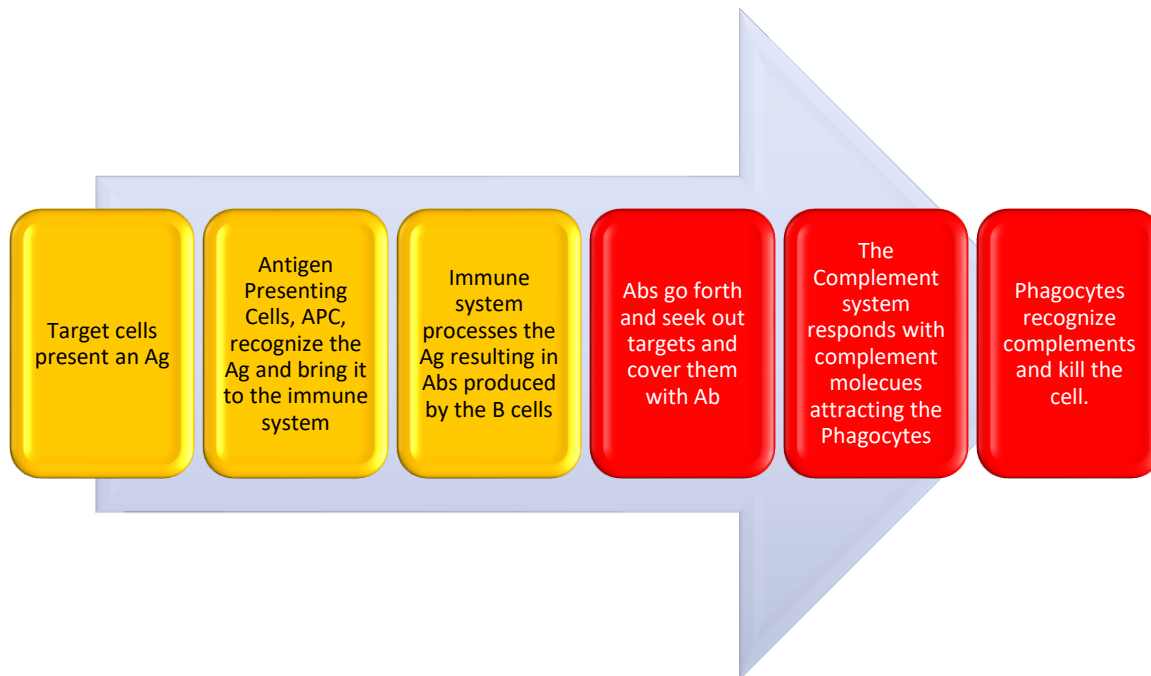 Target cells
present an Ag
Antigen
Presenting
Cells, APC,
recognize the
Ag and bring it
to the immune
system
Immune
system
processes the
Ag resulting in
Abs produced
by the B cells
Abs go forth
and seek out
targets and
cover them
with Ab
The
Complement
system
responds with
complement
molecues
attracting the
Phagocytes
Phagocytes
recognize
complements
and kill the
cell.